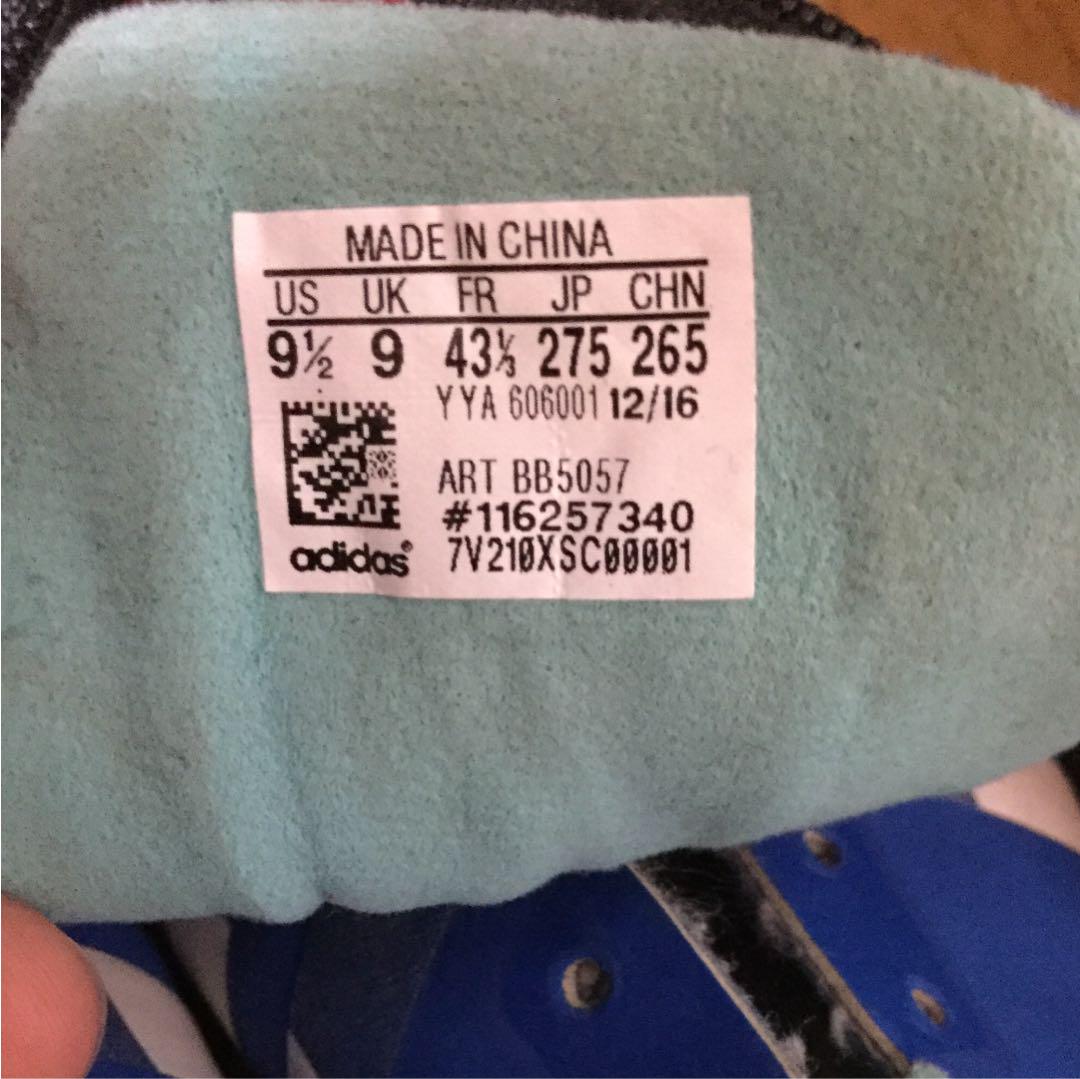 MADE IN CHINA
US UK FR JP CHN
9½ 9 43⅓ 275 265
YYA 606001 12/16
ART BB5057
#116257340
adidas® 7V210XSC00001